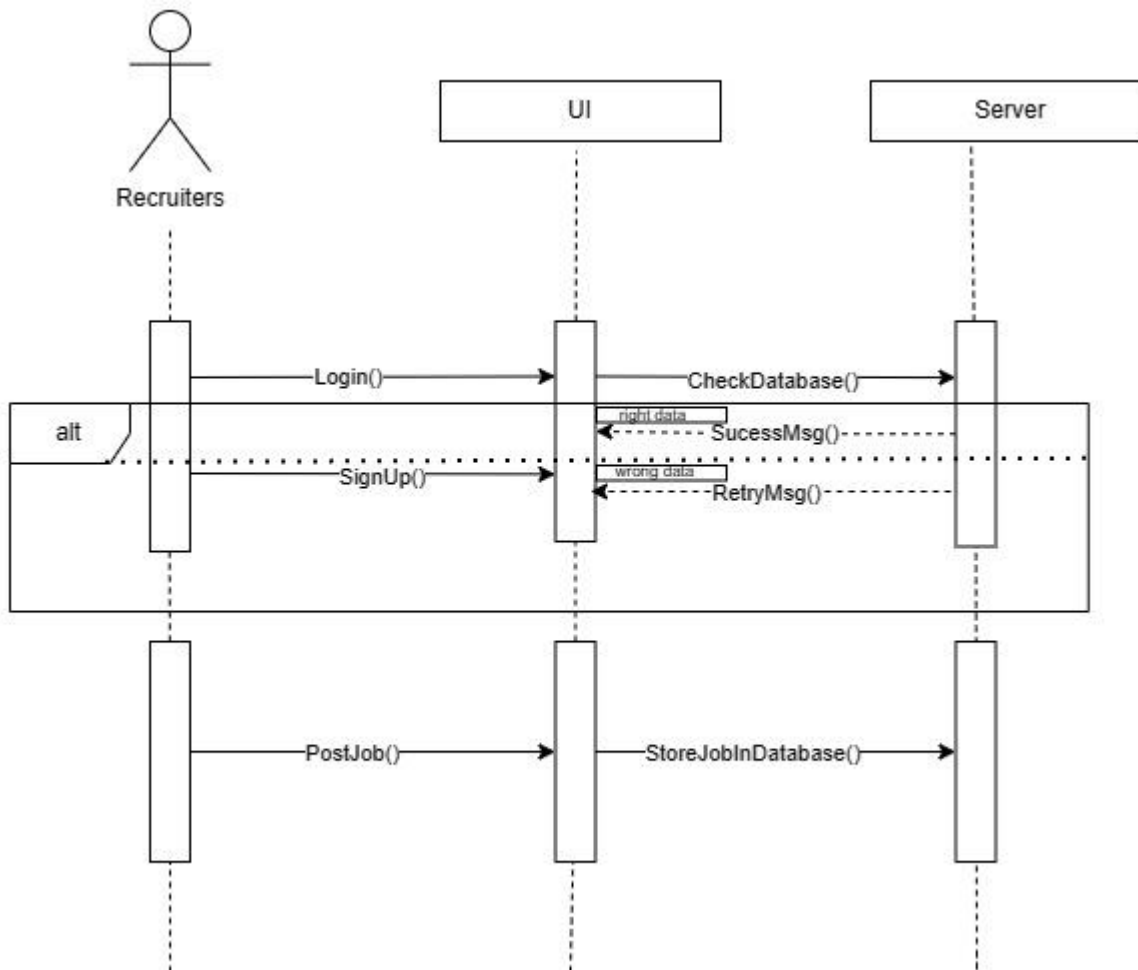 Recruiters
UI
Server
Login()
CheckDatabase()
alt
right data
SucessMsg()
SignUp()
wrong data
RetryMsg()
PostJob()
StoreJobInDatabase()